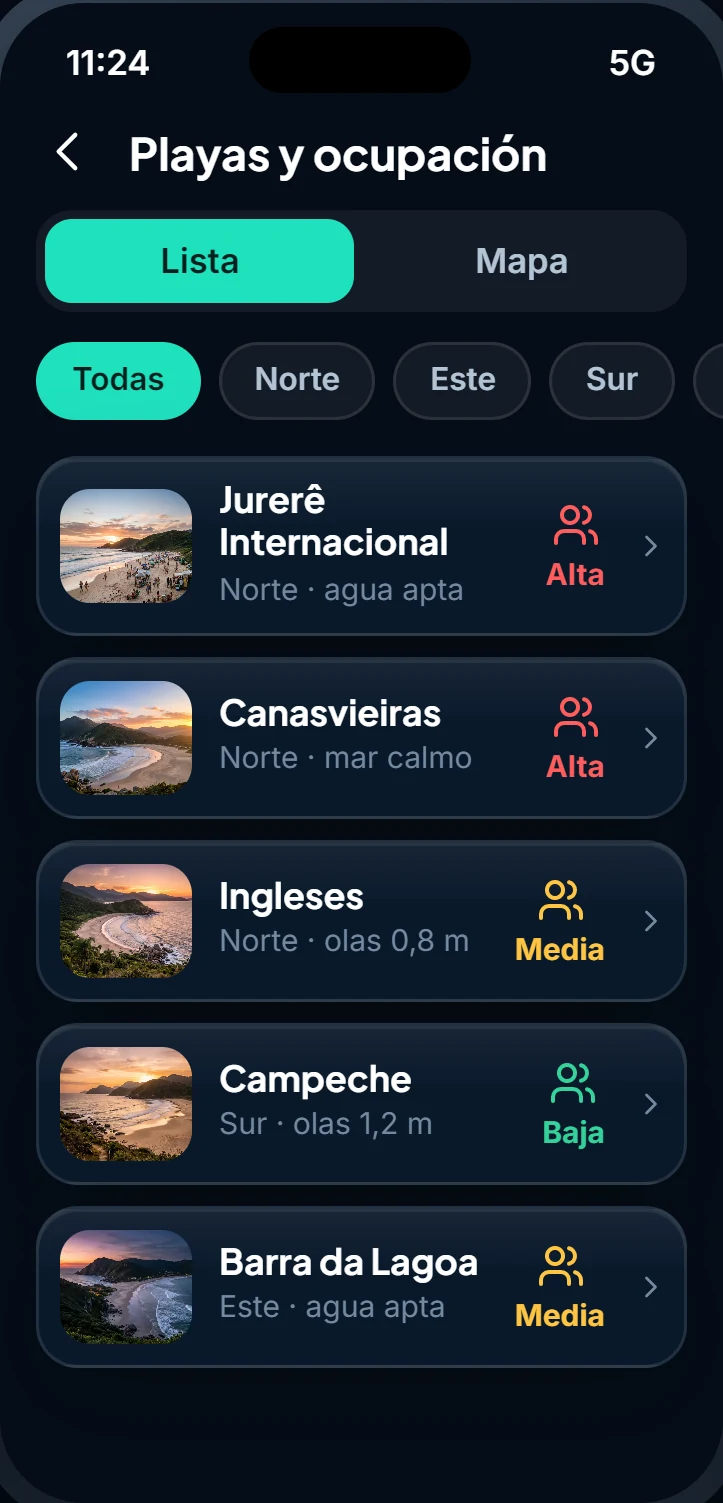 11:24
5G
Playas y ocupación
Lista
Mapa
Todas
Norte
Este
Sur
Jurerê
Internacional
Norte · agua apta
Alta
Canasvieiras
Norte · mar calmo
Alta
Ingleses
Norte · olas 0,8 m
Media
Campeche
Sur · olas 1,2 m
Baja
Barra da Lagoa
Este · agua apta
Media